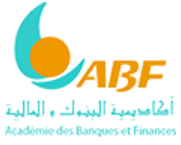 ABF
أكاديمية البنوك و المالية
Académie des Banques et Finances